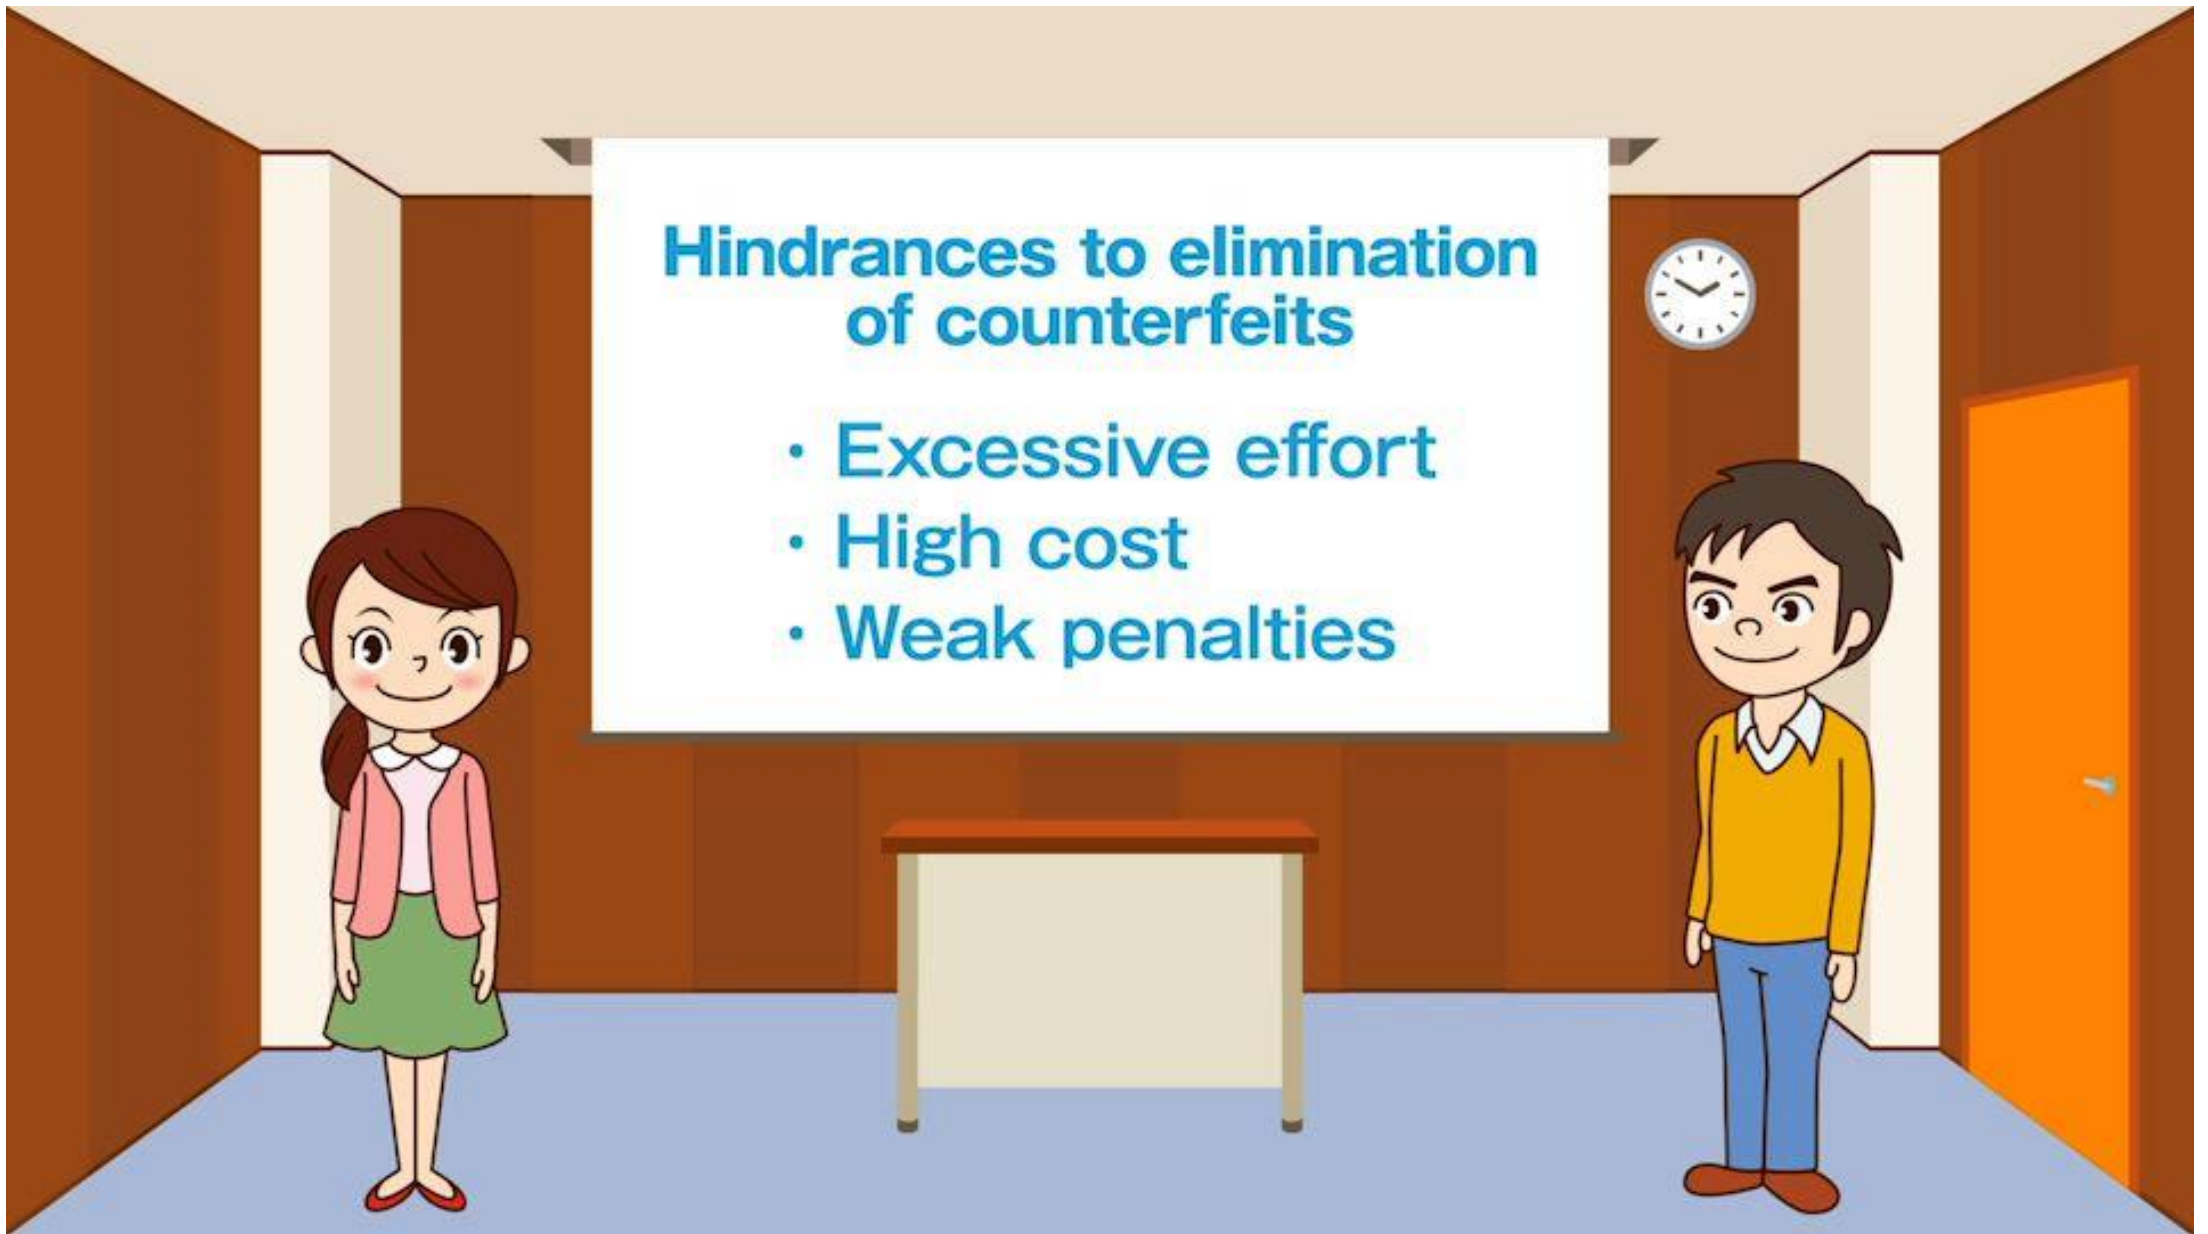 Hindrances to elimination
of counterfeits
・Excessive effort
・High cost
・Weak penalties